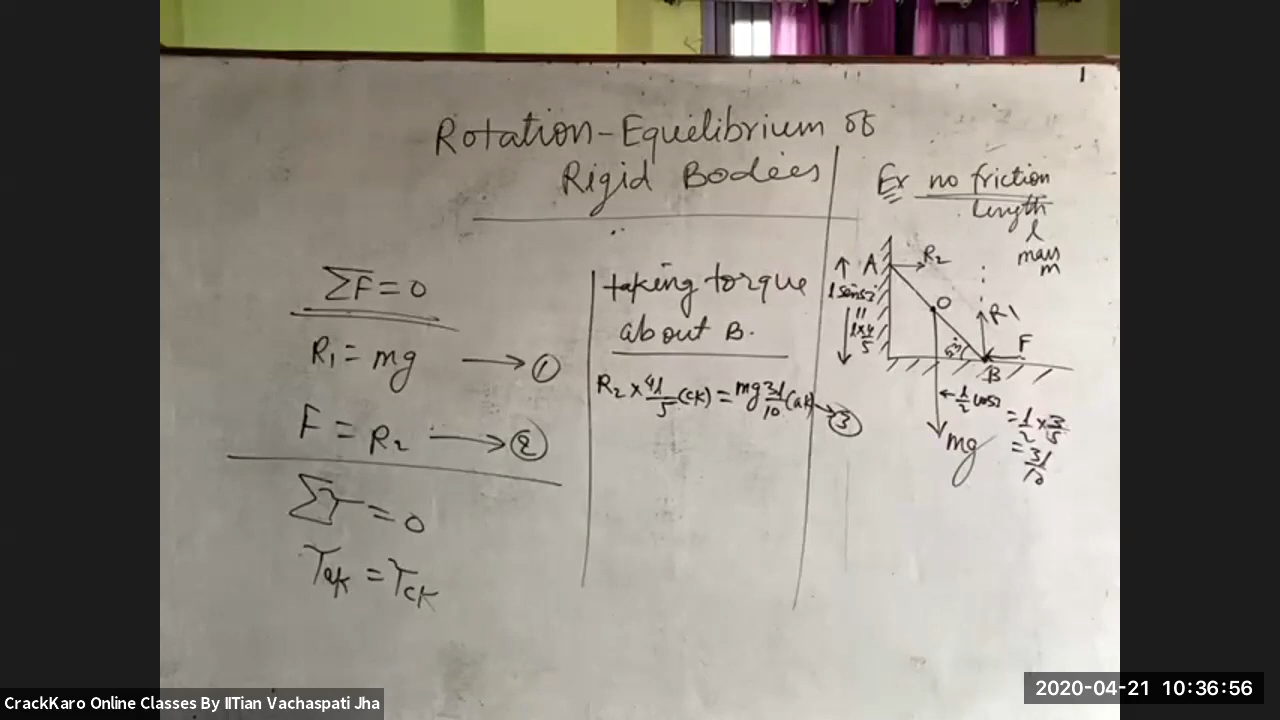 Rotation-Equilibrium of
Rigid Bodies
ΣF = 0
R₁ = mg → ①
F = R₂ → ②
Στ = 0
= τck
taking torque
about B.
R₂ × 4l/5 (ck) = mg 3l/10 (ak) → ③
Ex no friction
length
l
mass
m
A
R₂
O
R1
F
53
B
l/2 cos53
= l/2 × 3/5
= 3l/10
mg
l sin53
"
l×4/5
CrackKaro Online Classes By IITian Vachaspati Jha
2020-04-21 10:36:56